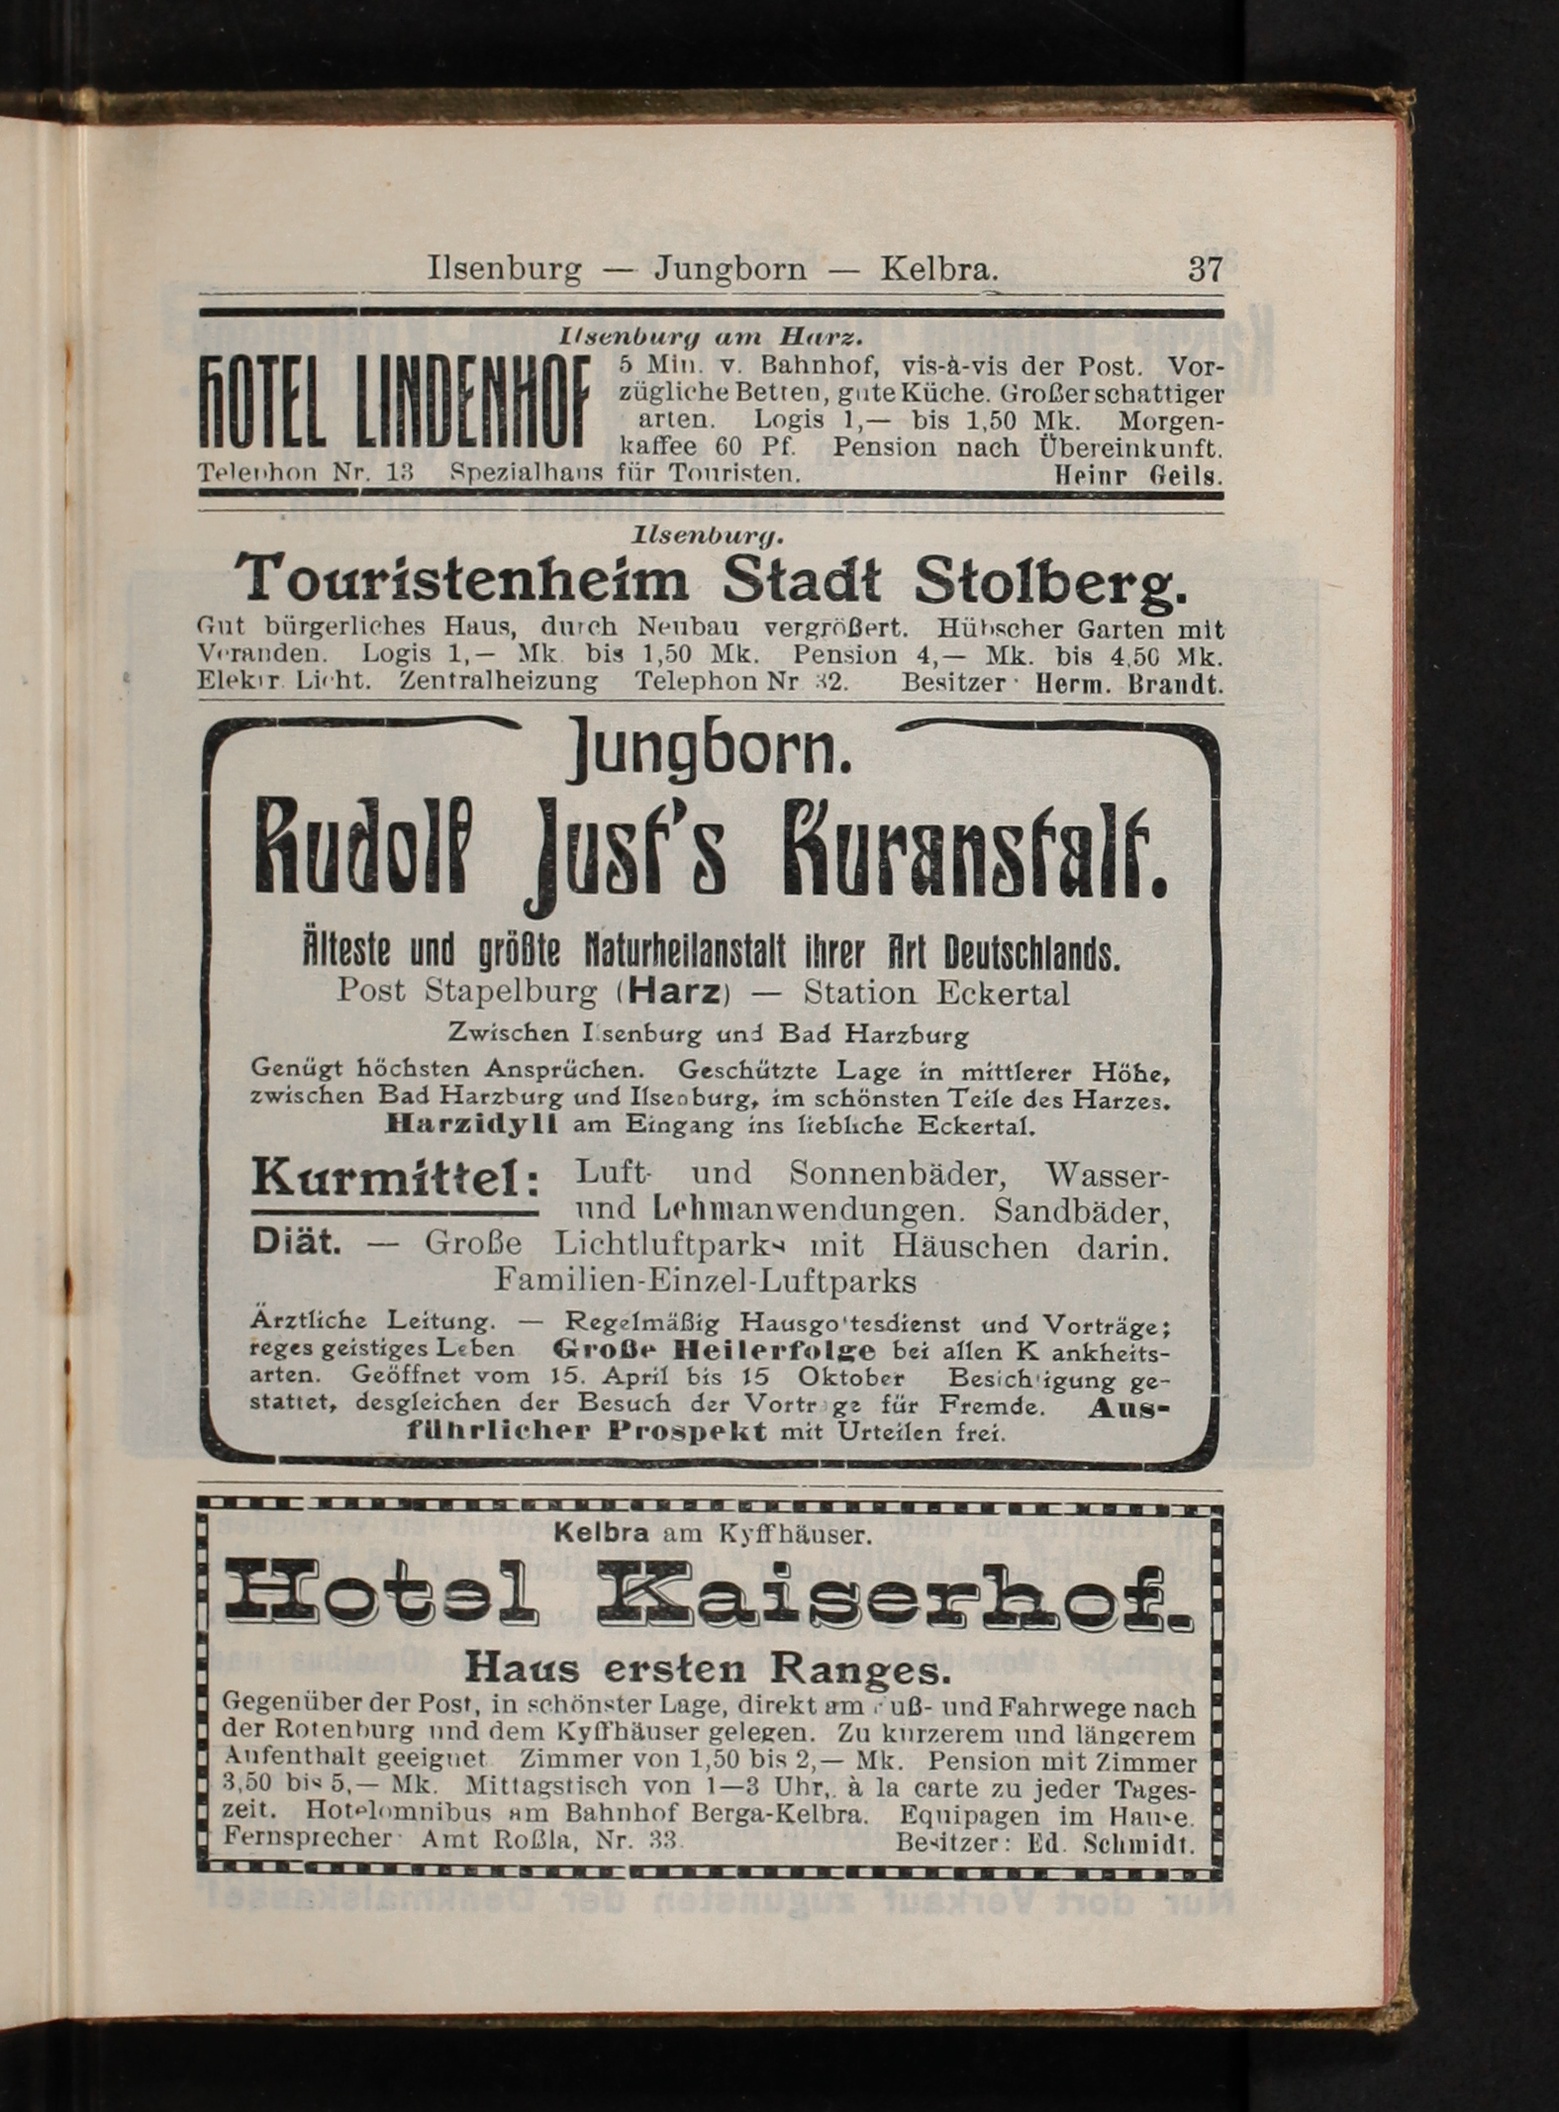 Ilsenburg — Jungborn — Kelbra. 37
Ilsenburg am Harz.
HOTEL LINDENHOF
5 Min. v. Bahnhof, vis-à-vis der Post. Vor-
zügliche Betten, gute Küche. Großer schattiger
arten. Logis 1,— bis 1,50 Mk. Morgen-
kaffee 60 Pf. Pension nach Übereinkunft.
Telephon Nr. 13 Spezialhaus für Touristen. Heinr Geils.
Ilsenburg.
Touristenheim Stadt Stolberg.
Gut bürgerliches Haus, durch Neubau vergrößert. Hübscher Garten mit
Veranden. Logis 1,— Mk. bis 1,50 Mk. Pension 4,— Mk. bis 4,50 Mk.
Elektr. Licht. Zentralheizung Telephon Nr 32. Besitzer: Herm. Brandt.
Jungborn.
Rudolf Just's Kuranstalt.
Älteste und größte Naturheilanstalt ihrer Art Deutschlands.
Post Stapelburg (Harz) — Station Eckertal
Zwischen Ilsenburg und Bad Harzburg
Genügt höchsten Ansprüchen. Geschützte Lage in mittlerer Höhe,
zwischen Bad Harzburg und Ilsenburg, im schönsten Teile des Harzes.
Harzidyll am Eingang ins liebliche Eckertal.
Kurmittel: Luft- und Sonnenbäder, Wasser-
und Lehmanwendungen. Sandbäder,
Diät. — Große Lichtluftparks mit Häuschen darin.
Familien-Einzel-Luftparks
Ärztliche Leitung. — Regelmäßig Hausgottesdienst und Vorträge;
reges geistiges Leben Große Heilerfolge bei allen Krankheits-
arten. Geöffnet vom 15. April bis 15 Oktober Besichtigung ge-
stattet, desgleichen der Besuch der Vorträge für Fremde. Aus-
führlicher Prospekt mit Urteilen frei.
Kelbra am Kyffhäuser.
Hotel Kaiserhof.
Haus ersten Ranges.
Gegenüber der Post, in schönster Lage, direkt am Fuß- und Fahrwege nach
der Rotenburg und dem Kyffhäuser gelegen. Zu kurzerem und längerem
Aufenthalt geeignet. Zimmer von 1,50 bis 2,— Mk. Pension mit Zimmer
3,50 bis 5,— Mk. Mittagstisch von 1—3 Uhr, à la carte zu jeder Tages-
zeit. Hotelomnibus am Bahnhof Berga-Kelbra. Equipagen im Hause.
Fernsprecher: Amt Roßla, Nr. 33. Besitzer: Ed. Schmidt.